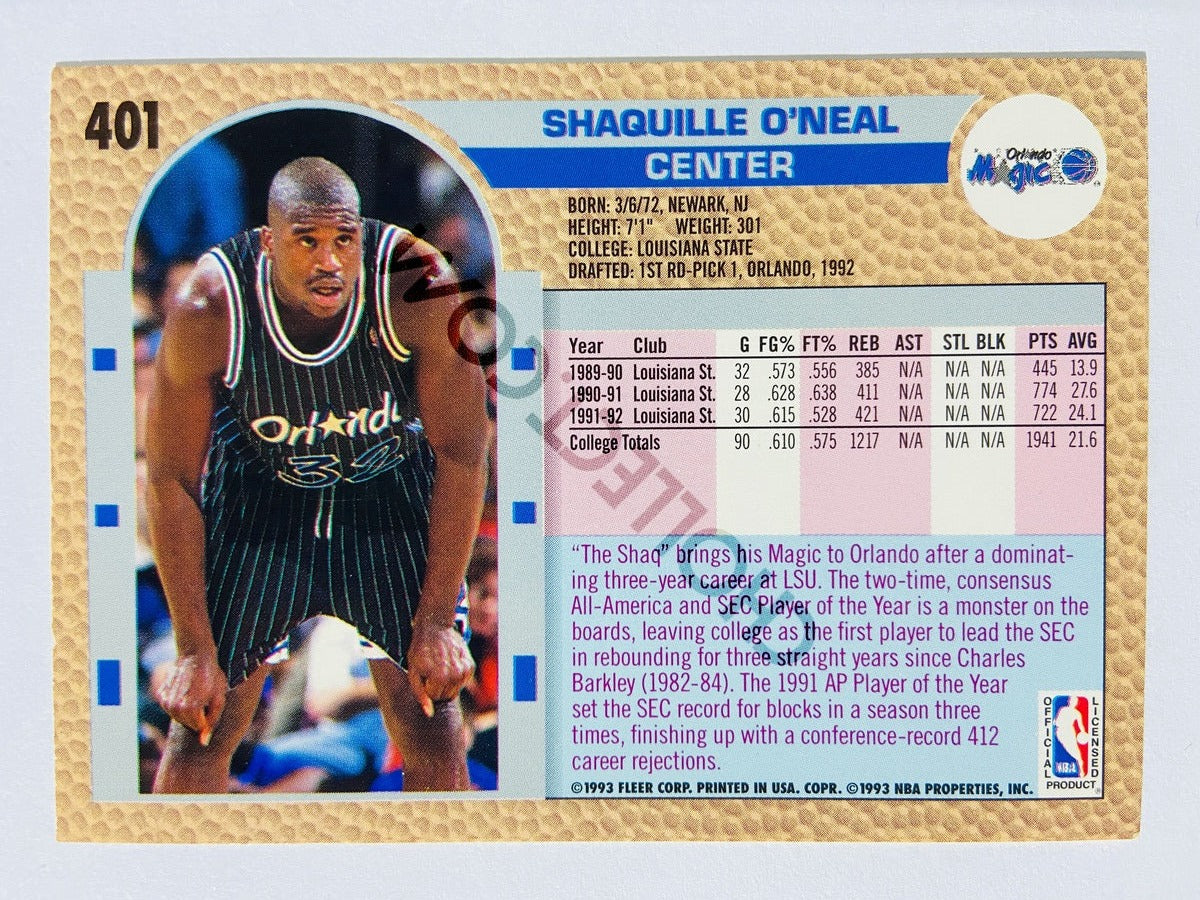 401
SHAQUILLE O'NEAL
CENTER
Orlando
Magic
BORN: 3/6/72, NEWARK, NJ
HEIGHT: 7'1" WEIGHT: 301
COLLEGE: LOUISIANA STATE
DRAFTED: 1ST RD-PICK 1, ORLANDO, 1992
Orlando
32
Year Club G FG% FT% REB AST STL BLK PTS AVG
1989-90 Louisiana St. 32 .573 .556 385 N/A N/A N/A 445 13.9
1990-91 Louisiana St. 28 .628 .638 411 N/A N/A N/A 774 27.6
1991-92 Louisiana St. 30 .615 .528 421 N/A N/A N/A 722 24.1
College Totals 90 .610 .575 1217 N/A N/A N/A 1941 21.6
"The Shaq" brings his Magic to Orlando after a dominat-
ing three-year career at LSU. The two-time, consensus
All-America and SEC Player of the Year is a monster on the
boards, leaving college as the first player to lead the SEC
in rebounding for three straight years since Charles
Barkley (1982-84). The 1991 AP Player of the Year
set the SEC record for blocks in a season three
times, finishing up with a conference-record 412
career rejections.
©1993 FLEER CORP. PRINTED IN USA. COPR. ©1993 NBA PROPERTIES, INC.
OFFICIAL
LICENSED
NBA
PRODUCT